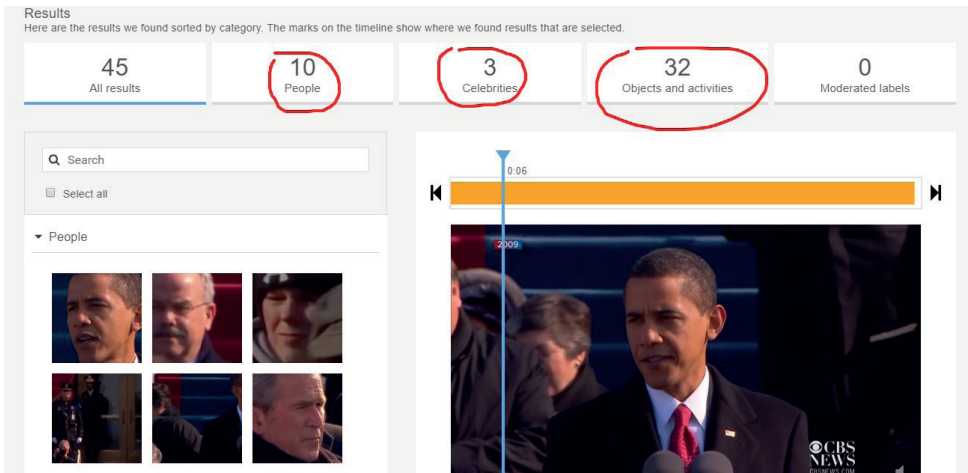 Results
Here are the results we found sorted by category. The marks on the timeline show where we found results that are selected.
45
All results
10
People
3
Celebrities
32
Objects and activities
0
Moderated labels
Search
Select all
People
0:06
2009
CBS
NEWS
CBSNEWS.COM